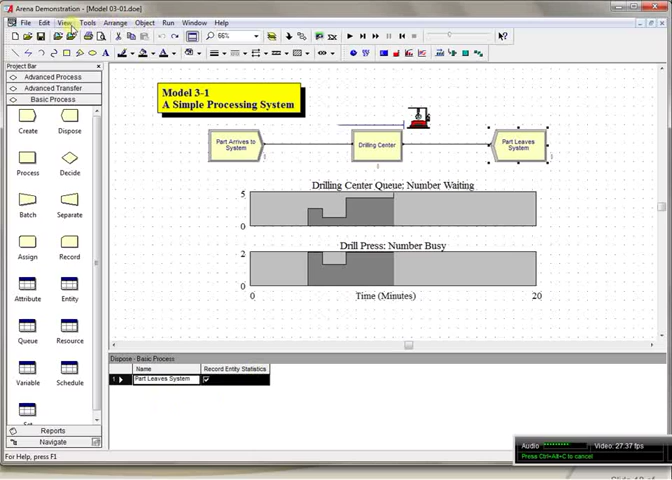 Arena Demonstration - [Model 03-01.doe]
File Edit View Tools Arrange Object Run Window Help
66%
Project Bar
Advanced Process
Advanced Transfer
Basic Process
Create Dispose
Process Decide
Batch Separate
Assign Record
Attribute Entity
Queue Resource
Variable Schedule
Set
Reports
Navigate
Model 3-1
A Simple Processing System
Part Arrives to
System
Drilling Center
Part Leaves
System
Drilling Center Queue; Number Waiting
5
0
Drill Press: Number Busy
2
0
0 Time (Minutes) 20
Dispose - Basic Process
Name Record Entity Statistics
1 Part Leaves System
For Help, press F1
Audio Video: 27.37 fps
Press Ctrl+Alt+C to cancel